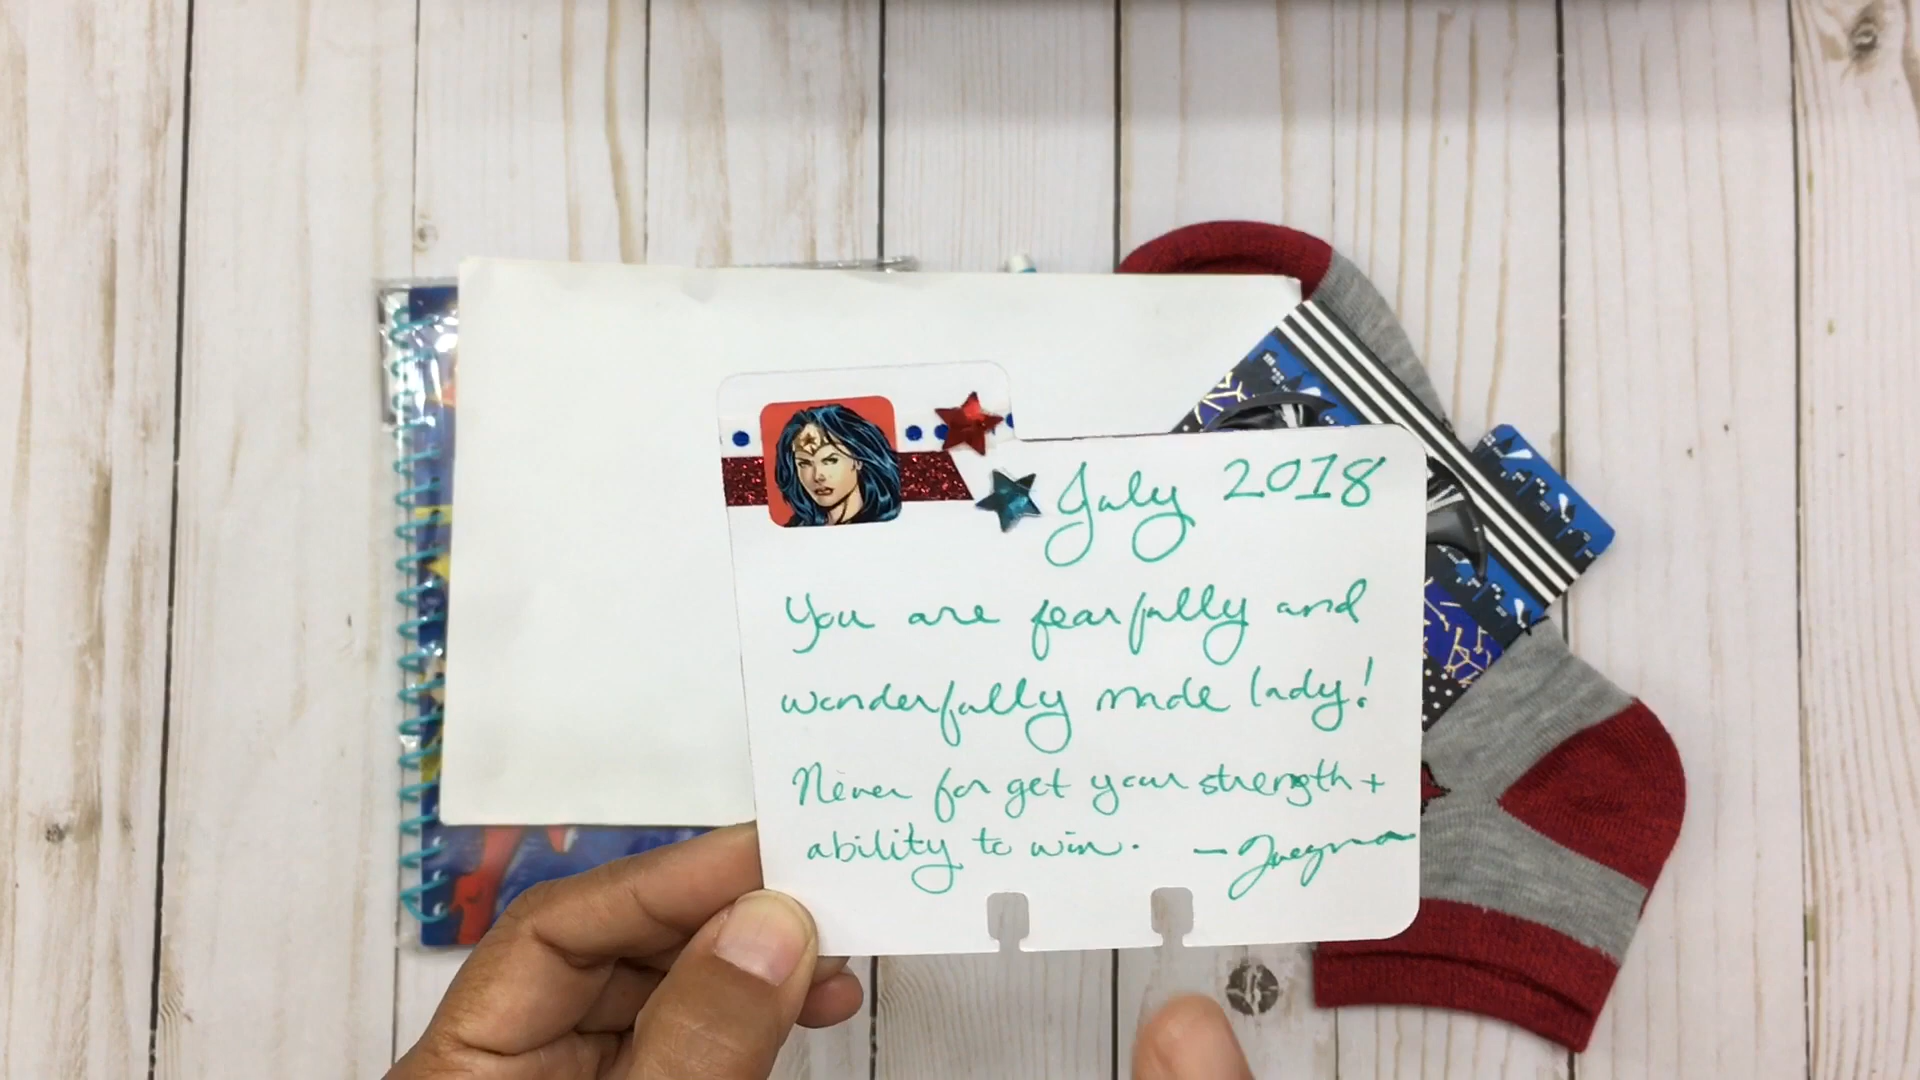 July 2018
You are fearfully and
wonderfully made lady!
Never forget your strength +
ability to win. -